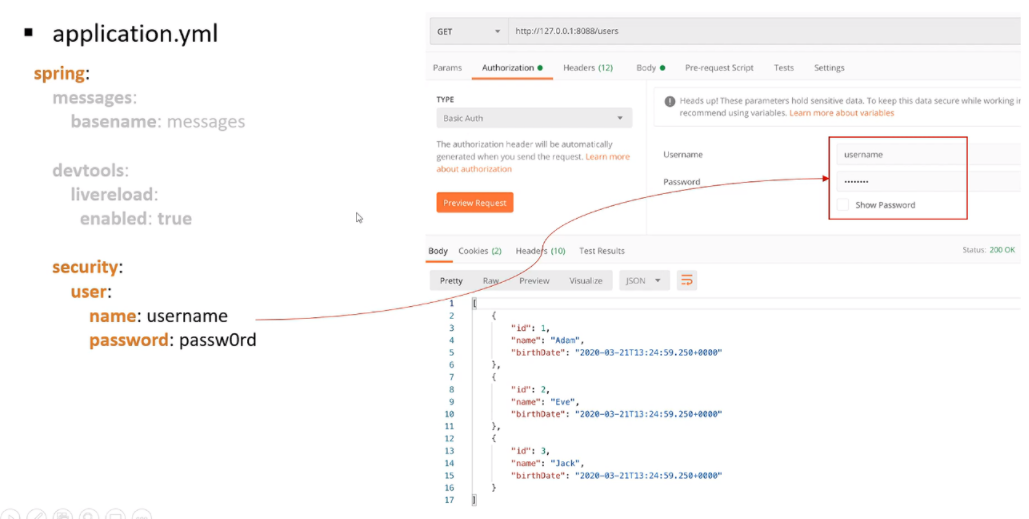 application.yml
spring:
messages:
basename: messages
devtools:
livereload:
enabled: true
security:
user:
name: username
password: passw0rd
GET
http://127.0.0.1:8088/users
Params Authorization Headers (12) Body Pre-request Script Tests Settings
TYPE
Basic Auth
The authorization header will be automatically
generated when you send the request. Learn more
about authorization
Preview Request
Heads up! These parameters hold sensitive data. To keep this data secure while working in
recommend using variables. Learn more about variables
Username username
Password ••••••••
Show Password
Body Cookies (2) Headers (10) Test Results Status: 200 OK
Pretty Raw Preview Visualize JSON
1 [
2 {
3 "id": 1,
4 "name": "Adam",
5 "birthDate": "2020-03-21T13:24:59.250+0000"
6 },
7 {
8 "id": 2,
9 "name": "Eve",
10 "birthDate": "2020-03-21T13:24:59.250+0000"
11 },
12 {
13 "id": 3,
14 "name": "Jack",
15 "birthDate": "2020-03-21T13:24:59.250+0000"
16 }
17 ]